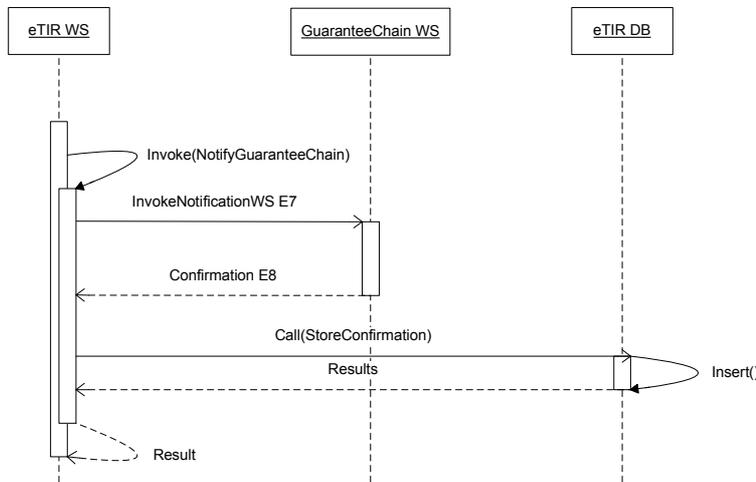 eTIR WS
GuaranteeChain WS
eTIR DB
Invoke(NotifyGuaranteeChain)
InvokeNotificationWS E7
Confirmation E8
Call(StoreConfirmation)
Results
Insert()
Result